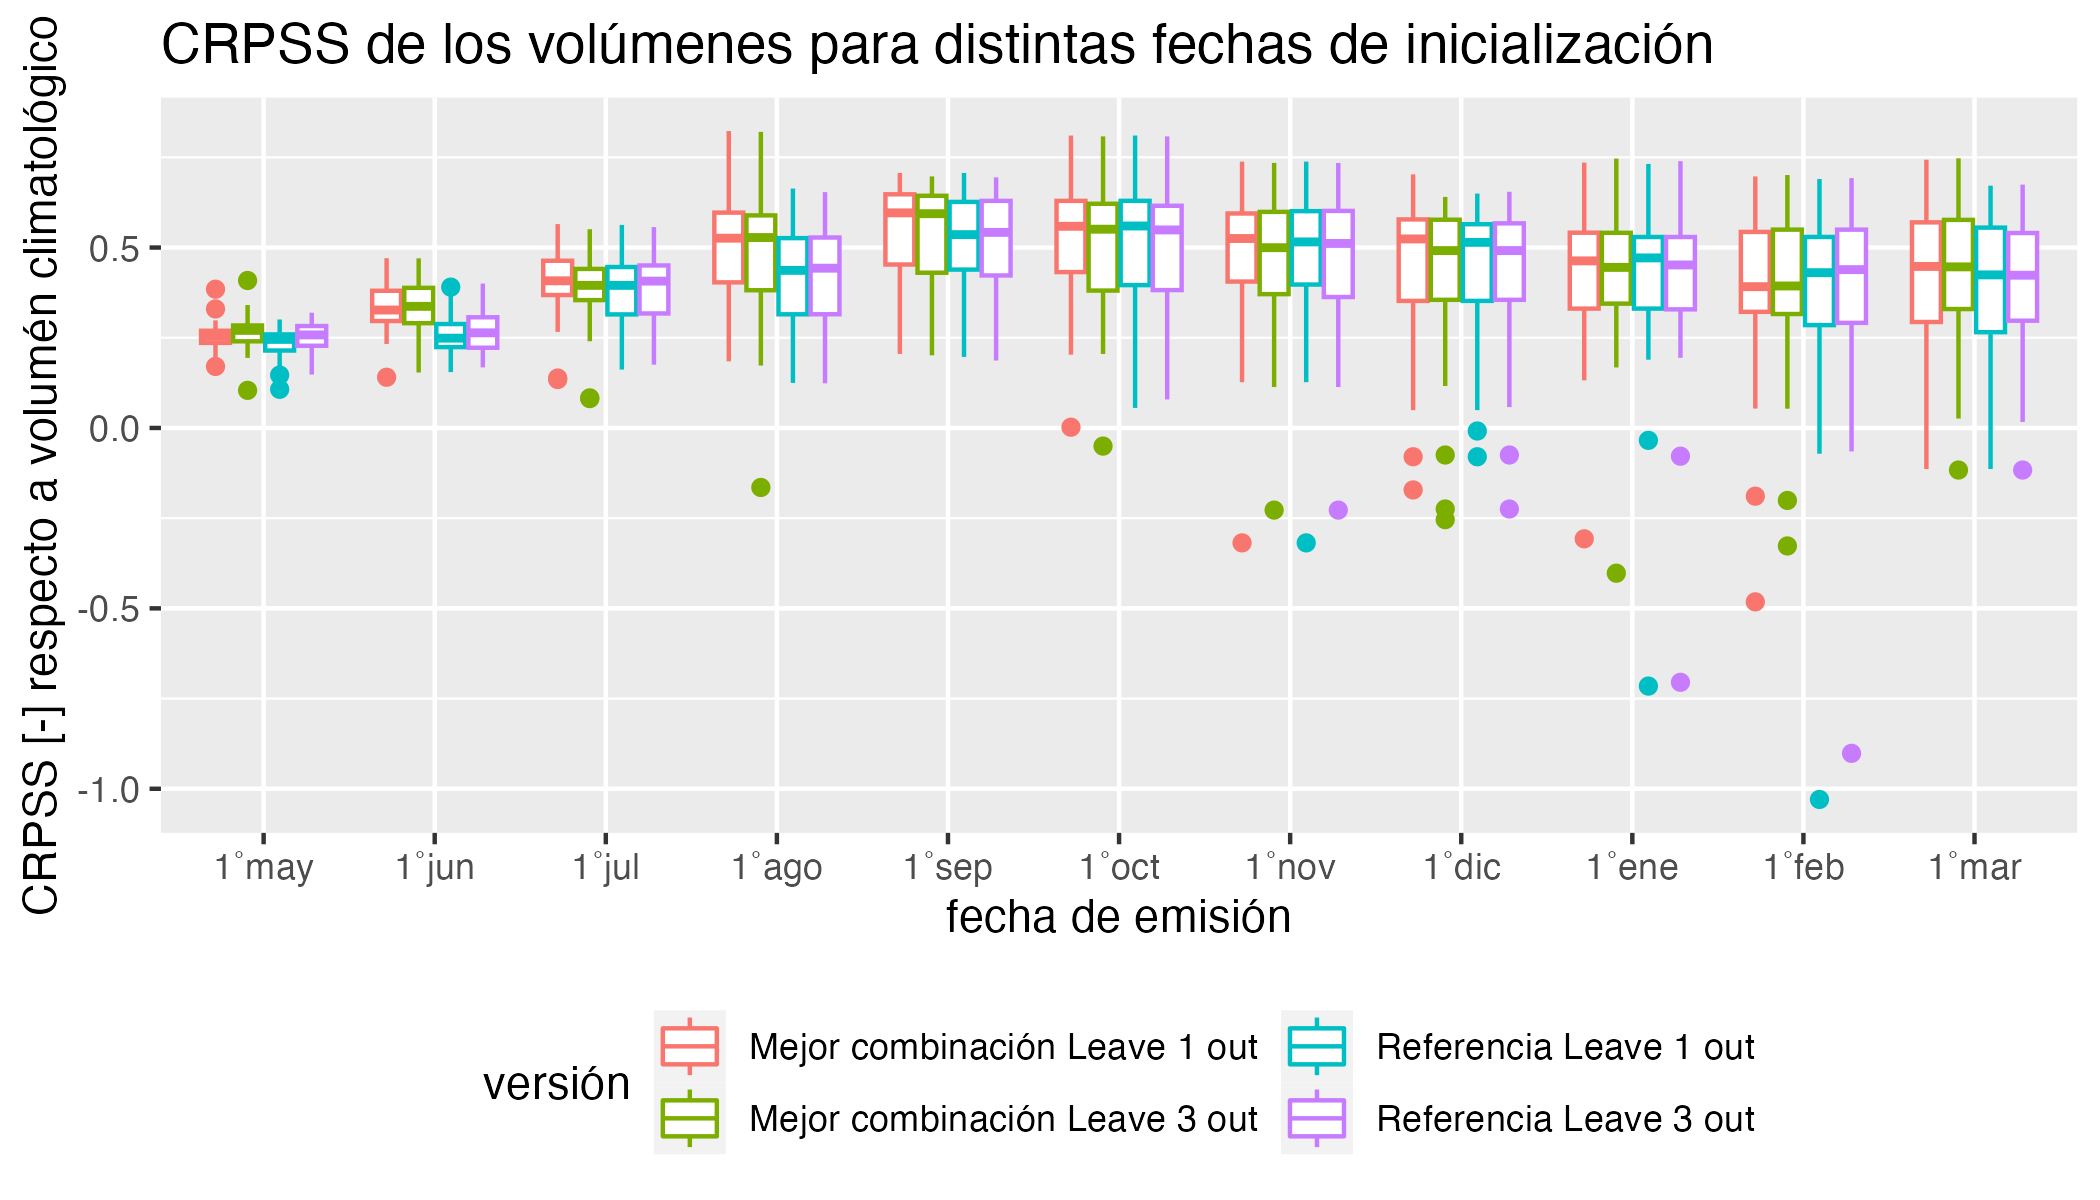 CRPSS de los volúmenes para distintas fechas de inicialización
CRPSS [-] respecto a volumén climatológico
0.5
0.0
-0.5
-1.0
1°may 1°jun 1°jul 1°ago 1°sep 1°oct 1°nov 1°dic 1°ene 1°feb 1°mar
fecha de emisión
versión
Mejor combinación Leave 1 out
Mejor combinación Leave 3 out
Referencia Leave 1 out
Referencia Leave 3 out